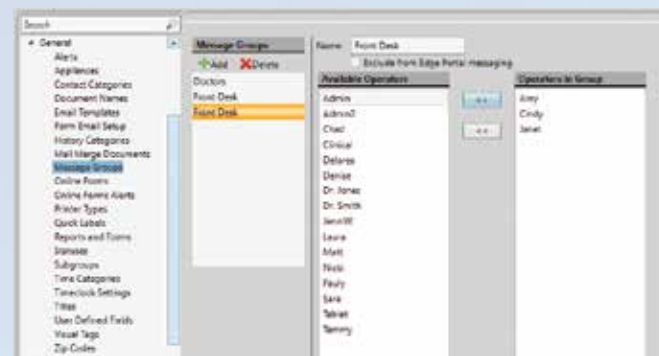 Search
General
Alerts
Appliances
Contact Categories
Document Names
Email Templates
Form Email Setup
History Categories
Mail Merge Documents
Message Groups
Online Forms
Online Forms Alerts
Printer Types
Quick Labels
Reports and Forms
Statuses
Subgroups
Time Categories
Timeclock Settings
Titles
User Defined Fields
Visual Tags
Zip Codes
Message Groups
Add Delete
Doctors
Front Desk
Front Desk
Name Front Desk
Exclude from Edge Portal messaging
Available Operators
Admin
Admin2
Chad
Clinical
Delores
Denise
Dr. Jones
Dr. Smith
Laura
Matt
Nicki
Pauly
Sara
Tablet
Tammy
>>
<<
Operators in Group
Amy
Cindy
Janet